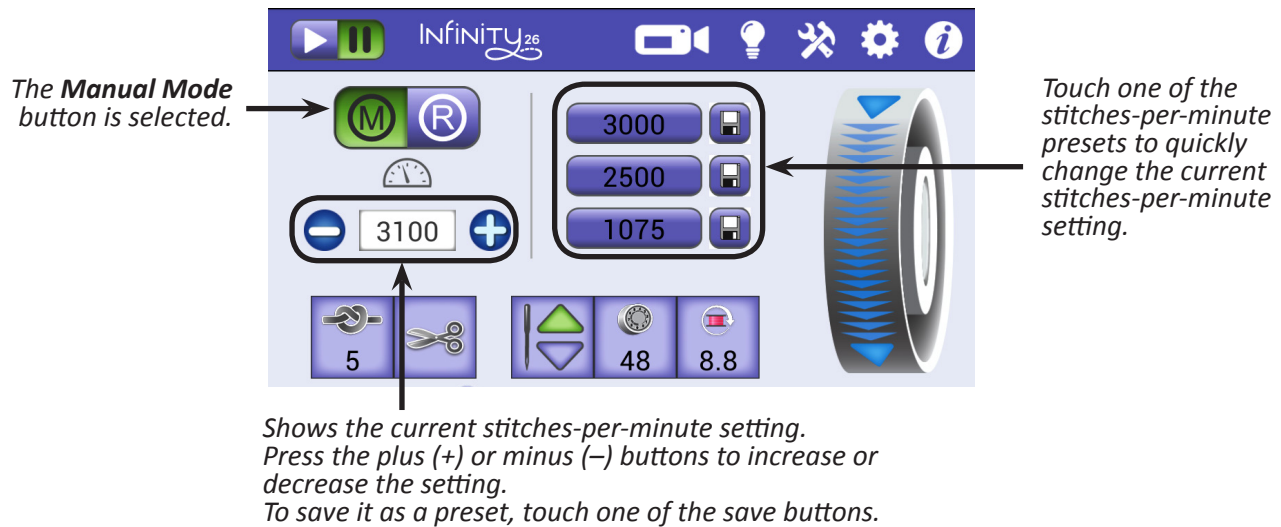 INfiNiTy26
The Manual Mode
button is selected.
M R
3000
2500
1075
3100
5
48
8.8
Touch one of the
stitches-per-minute
presets to quickly
change the current
stitches-per-minute
setting.
Shows the current stitches-per-minute setting.
Press the plus (+) or minus (–) buttons to increase or
decrease the setting.
To save it as a preset, touch one of the save buttons.